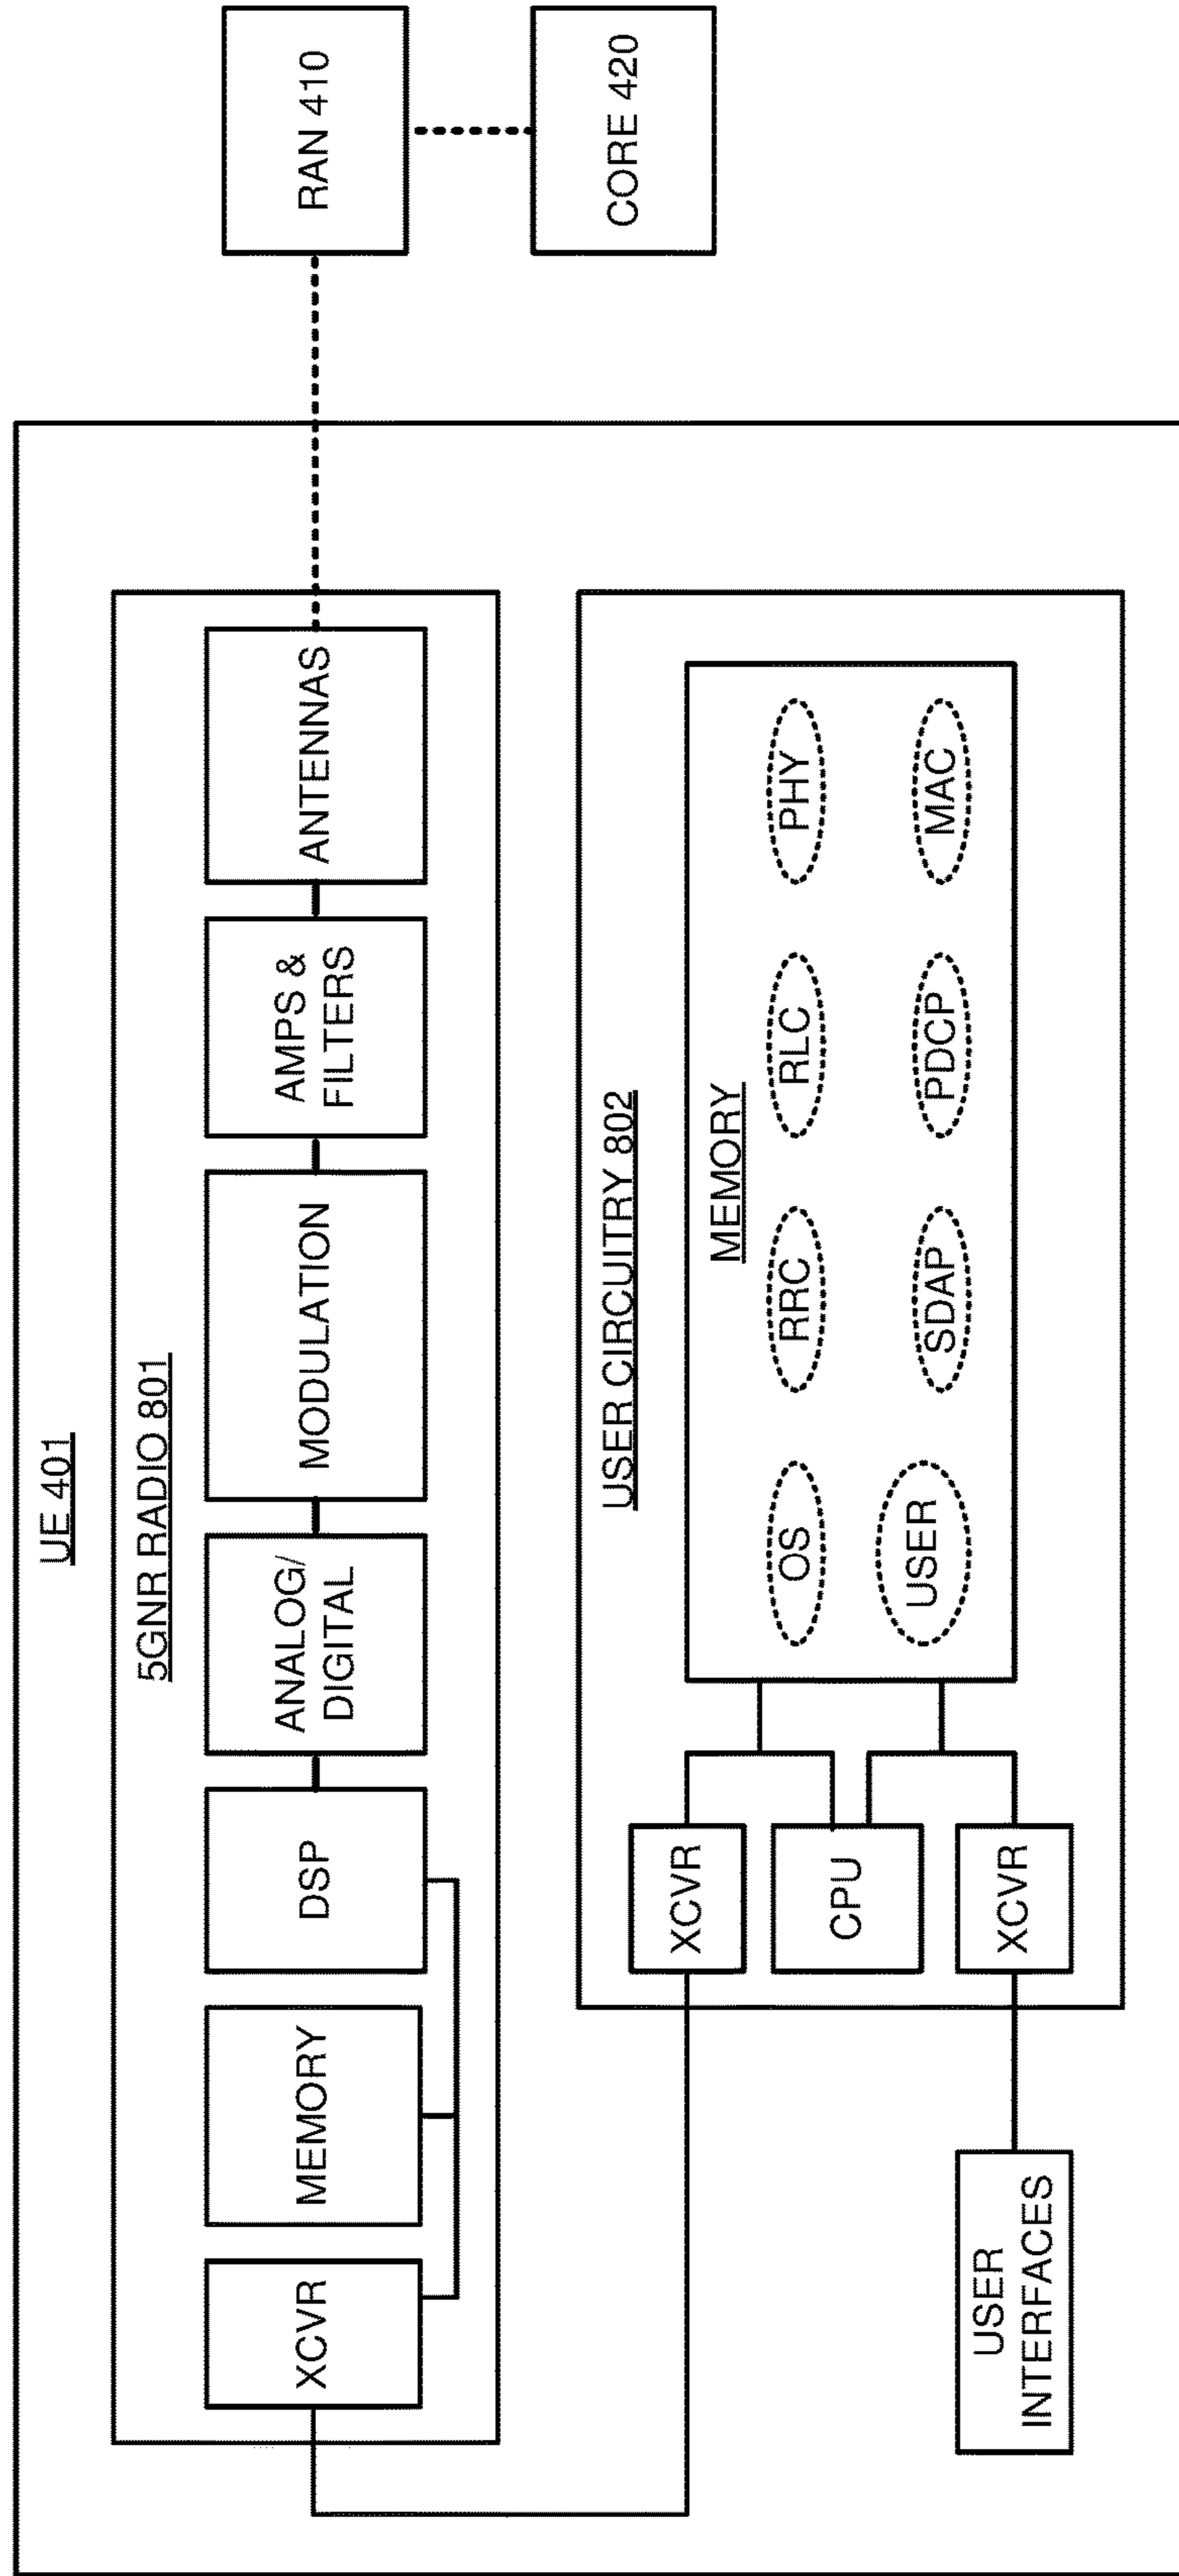 UE 401
5GNR RADIO 801
XCVR
MEMORY
DSP
ANALOG/
DIGITAL
MODULATION
AMPS &
FILTERS
ANTENNAS
RAN 410
CORE 420
USER CIRCUITRY 802
XCVR
CPU
XCVR
MEMORY
OS
RRC
RLC
PHY
USER
SDAP
PDCP
MAC
USER
INTERFACES